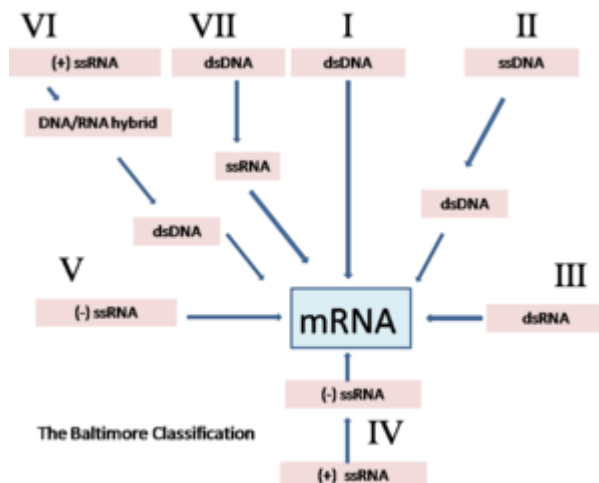 VI
VII
I
II
(+) ssRNA
dsDNA
dsDNA
ssDNA
DNA/RNA hybrid
ssRNA
dsDNA
dsDNA
V
III
(-) ssRNA
mRNA
dsRNA
(-) ssRNA
The Baltimore Classification
IV
(+) ssRNA